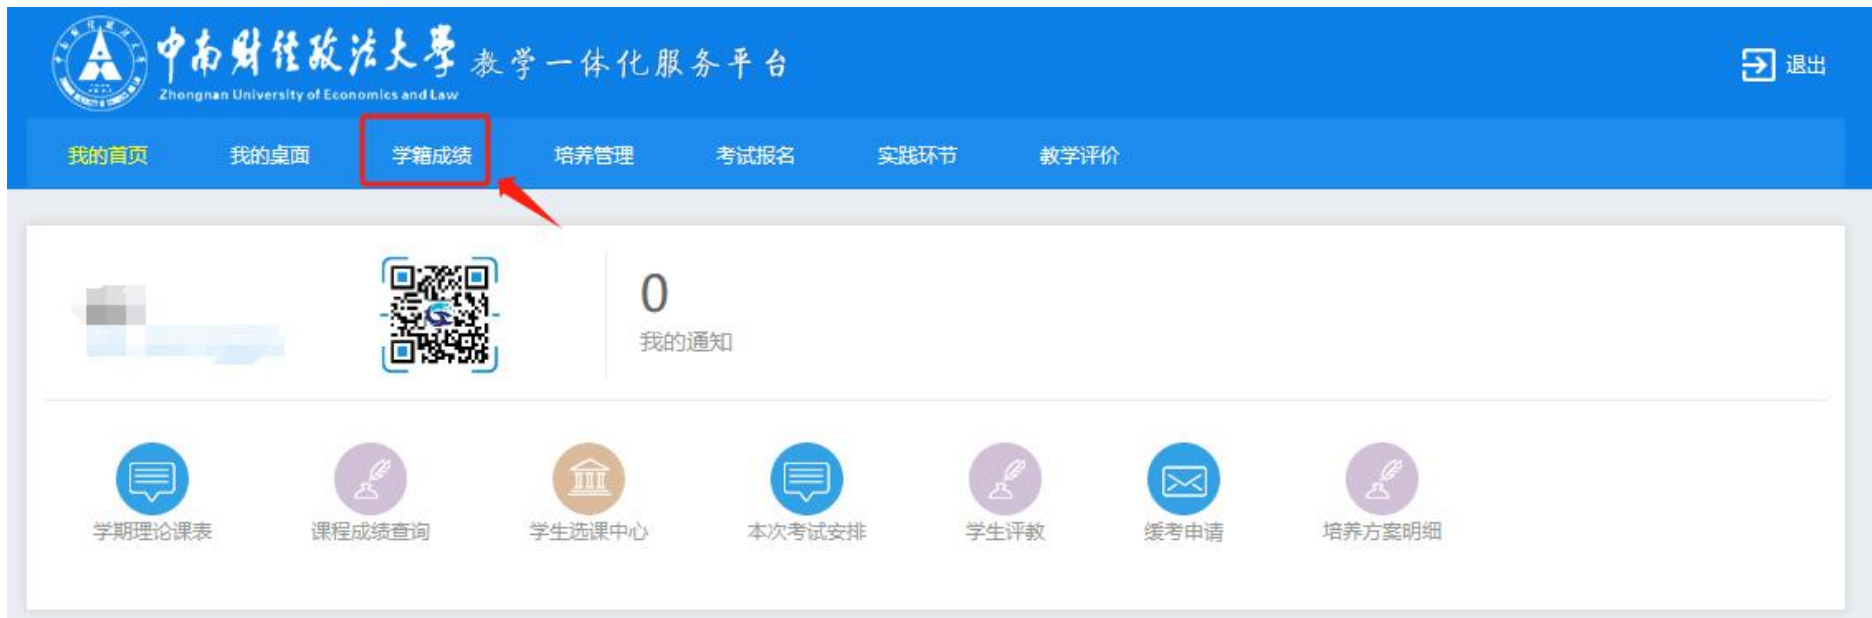 中南财经政法大学 教学一体化服务平台
Zhongnan University of Economics and Law
退出
我的首页 我的桌面 学籍成绩 培养管理 考试报名 实践环节 教学评价
0
我的通知
学期理论课表 课程成绩查询 学生选课中心 本次考试安排 学生评教 缓考申请 培养方案明细